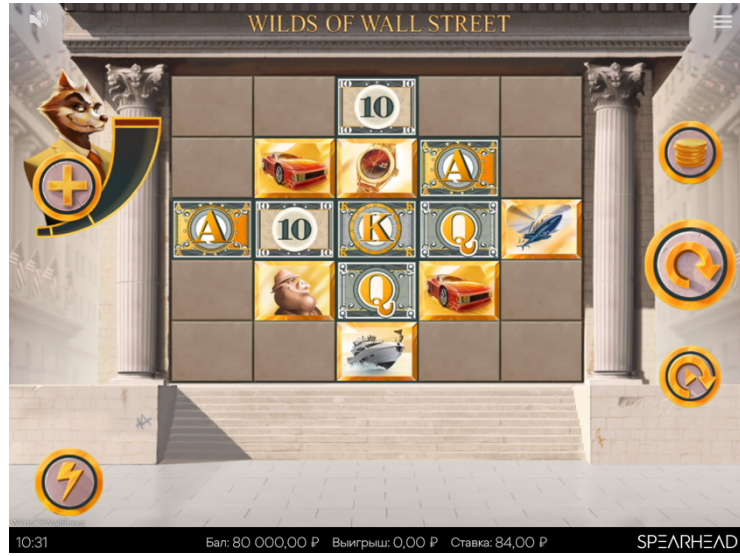 WILDS OF WALL STREET
10
A
A
10
K
Q
Q
10:31
Бал: 80 000,00 ₽ Выигрыш: 0,00 ₽ Ставка: 84,00 ₽
SPEARHEAD